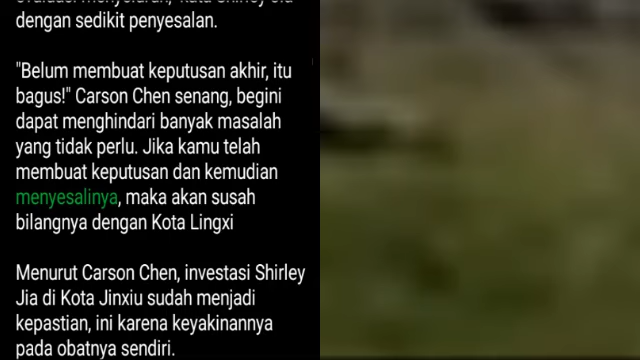 dengan sedikit penyesalan.
"Belum membuat keputusan akhir, itu
bagus!" Carson Chen senang, begini
dapat menghindari banyak masalah
yang tidak perlu. Jika kamu telah
membuat keputusan dan kemudian
menyesalinya, maka akan susah
bilangnya dengan Kota Lingxi
Menurut Carson Chen, investasi Shirley
Jia di Kota Jinxiu sudah menjadi
kepastian, ini karena keyakinannya
pada obatnya sendiri.